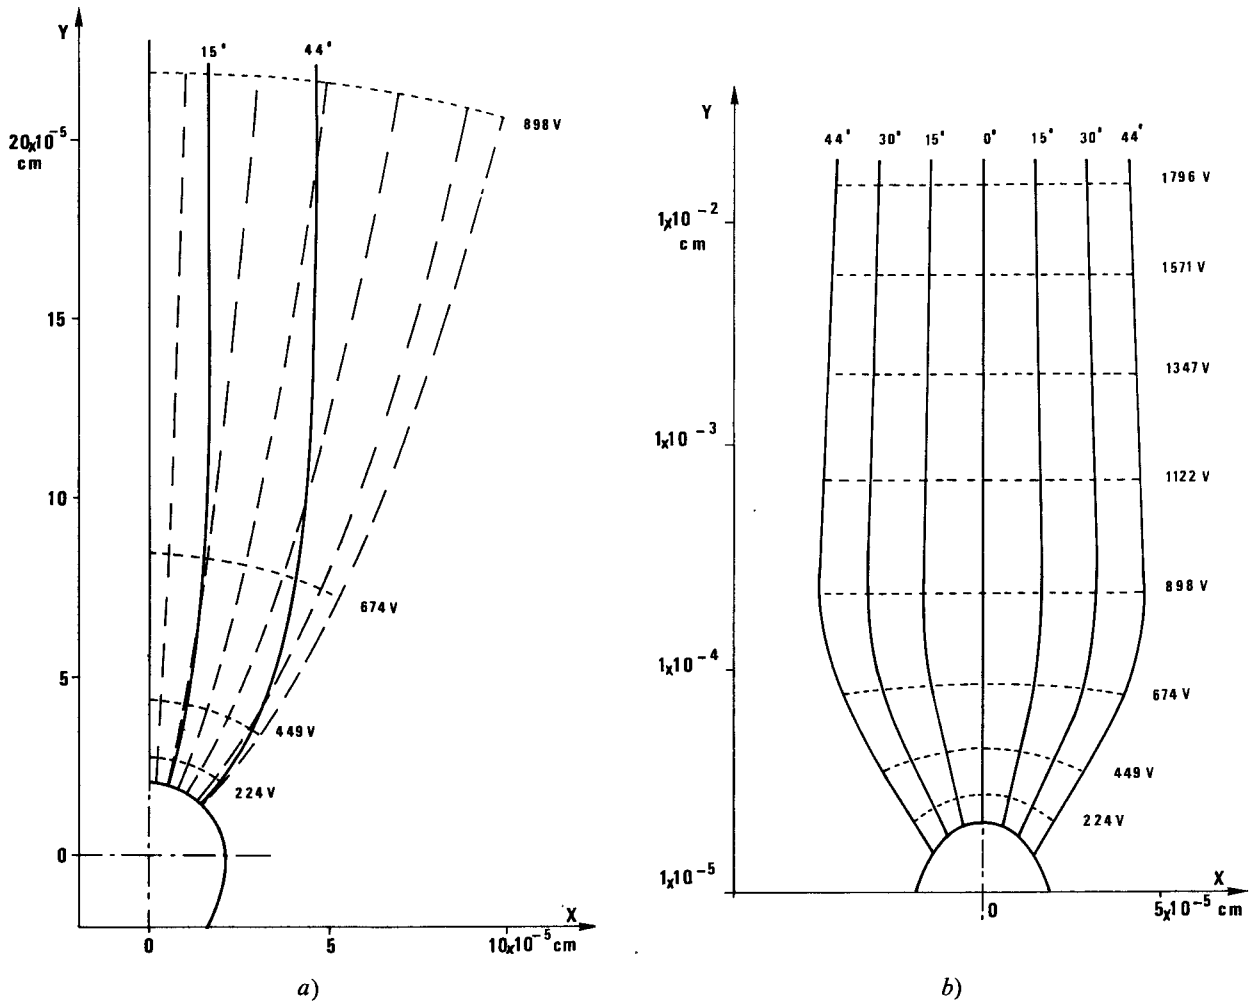 Y
15° 44°
898 V
20x10⁻⁵
cm
15
10
674 V
5
449 V
224 V
0
X
0 5 10x10⁻⁵ cm
a)
Y
44° 30° 15° 0° 15° 30° 44°
1796 V
1x10⁻²
cm
1571 V
1347 V
1x10⁻³
1122 V
898 V
1x10⁻⁴
674 V
449 V
224 V
1x10⁻⁵
X
0 5x10⁻⁵ cm
b)